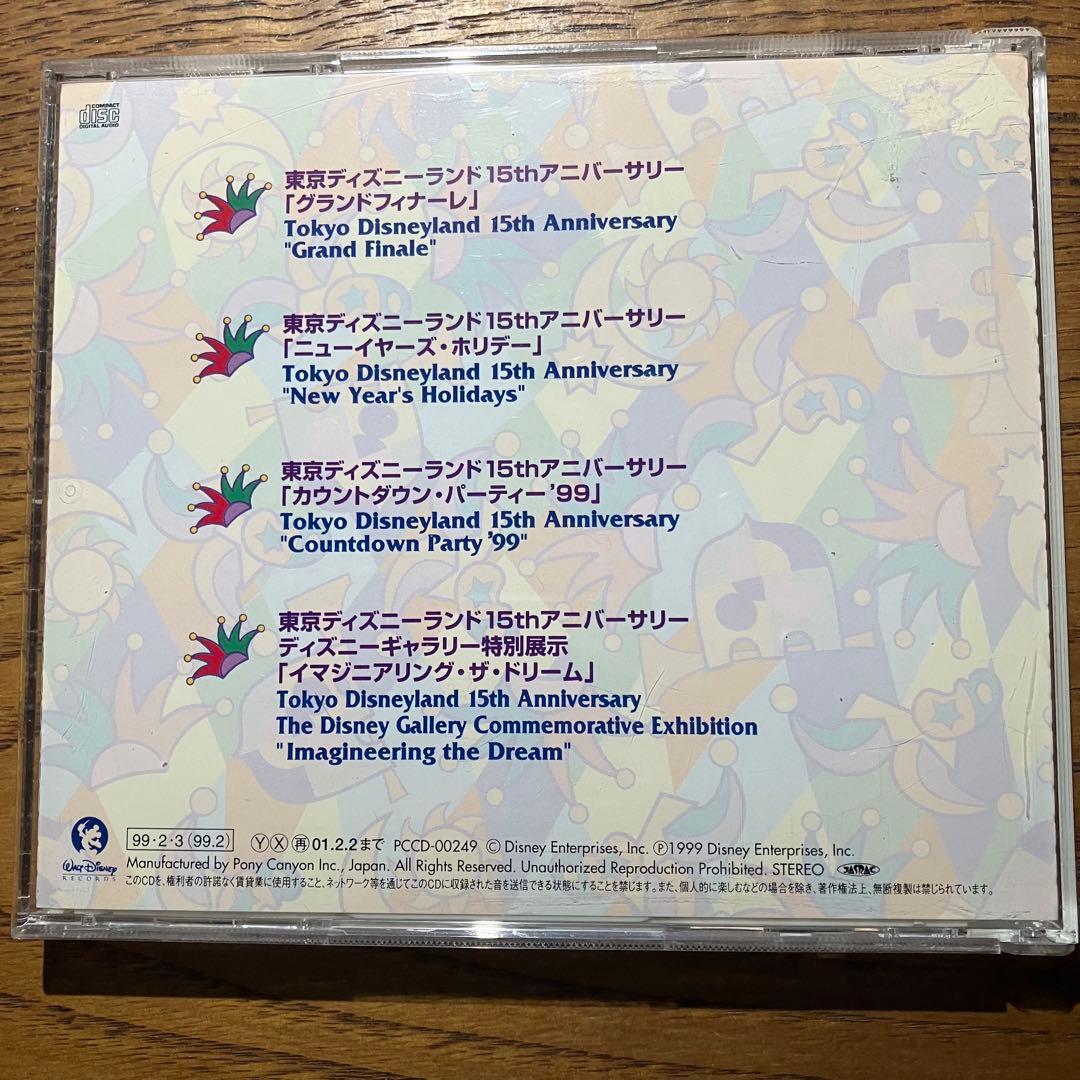 COMPACT
disc
DIGITAL AUDIO
東京ディズニーランド15thアニバーサリー
「グランドフィナーレ」
Tokyo Disneyland 15th Anniversary
"Grand Finale"
東京ディズニーランド15thアニバーサリー
「ニューイヤーズ・ホリデー」
Tokyo Disneyland 15th Anniversary
"New Year's Holidays"
東京ディズニーランド15thアニバーサリー
「カウントダウン・パーティー'99」
Tokyo Disneyland 15th Anniversary
"Countdown Party '99"
東京ディズニーランド15thアニバーサリー
ディズニーギャラリー特別展示
「イマジニアリング・ザ・ドリーム」
Tokyo Disneyland 15th Anniversary
The Disney Gallery Commemorative Exhibition
"Imagineering the Dream"
WALT DISNEY
RECORDS
99・2・3(99.2) Ⓨ Ⓧ ㊢01.2.2まで PCCD-00249 © Disney Enterprises, Inc. ℗1999 Disney Enterprises, Inc.
Manufactured by Pony Canyon Inc., Japan. All Rights Reserved. Unauthorized Reproduction Prohibited. STEREO JASRAC
このCDを、権利者の許諾なく賃貸業に使用すること、ネットワーク等を通じてこのCDに収録された音を送信できる状態にすることを禁じます。また、個人的に楽しむなどの場合を除き、著作権法上、無断複製は禁じられています。